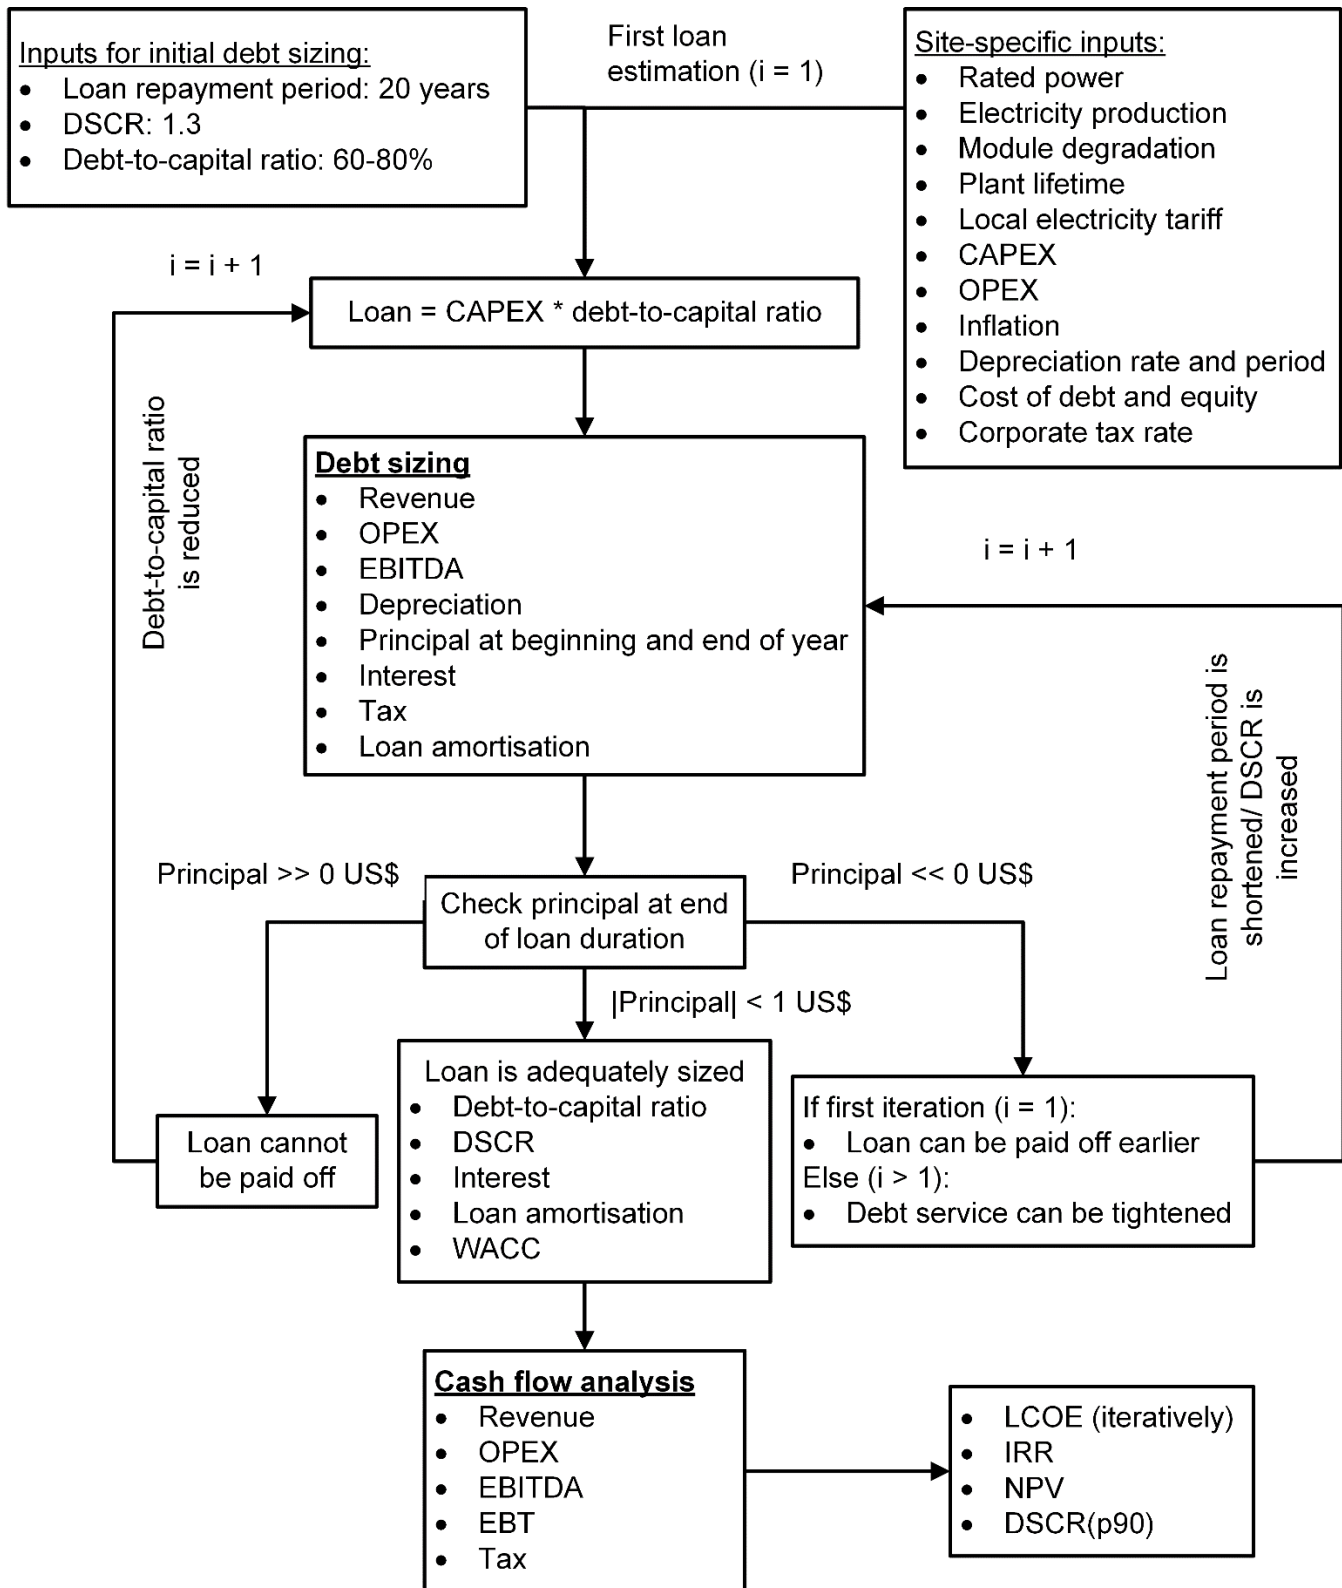 Inputs for initial debt sizing:
• Loan repayment period: 20 years
• DSCR: 1.3
• Debt-to-capital ratio: 60-80%
First loan
estimation (i = 1)
Site-specific inputs:
• Rated power
• Electricity production
• Module degradation
• Plant lifetime
• Local electricity tariff
• CAPEX
• OPEX
• Inflation
• Depreciation rate and period
• Cost of debt and equity
• Corporate tax rate
i = i + 1
Loan = CAPEX * debt-to-capital ratio
Debt-to-capital ratio
is reduced
Debt sizing
• Revenue
• OPEX
• EBITDA
• Depreciation
• Principal at beginning and end of year
• Interest
• Tax
• Loan amortisation
i = i + 1
Loan repayment period is
shortened/ DSCR is
increased
Principal >> 0 US$
Check principal at end
of loan duration
Principal << 0 US$
|Principal| < 1 US$
Loan cannot
be paid off
Loan is adequately sized
• Debt-to-capital ratio
• DSCR
• Interest
• Loan amortisation
• WACC
If first iteration (i = 1):
• Loan can be paid off earlier
Else (i > 1):
• Debt service can be tightened
Cash flow analysis
• Revenue
• OPEX
• EBITDA
• EBT
• Tax
• LCOE (iteratively)
• IRR
• NPV
• DSCR(p90)